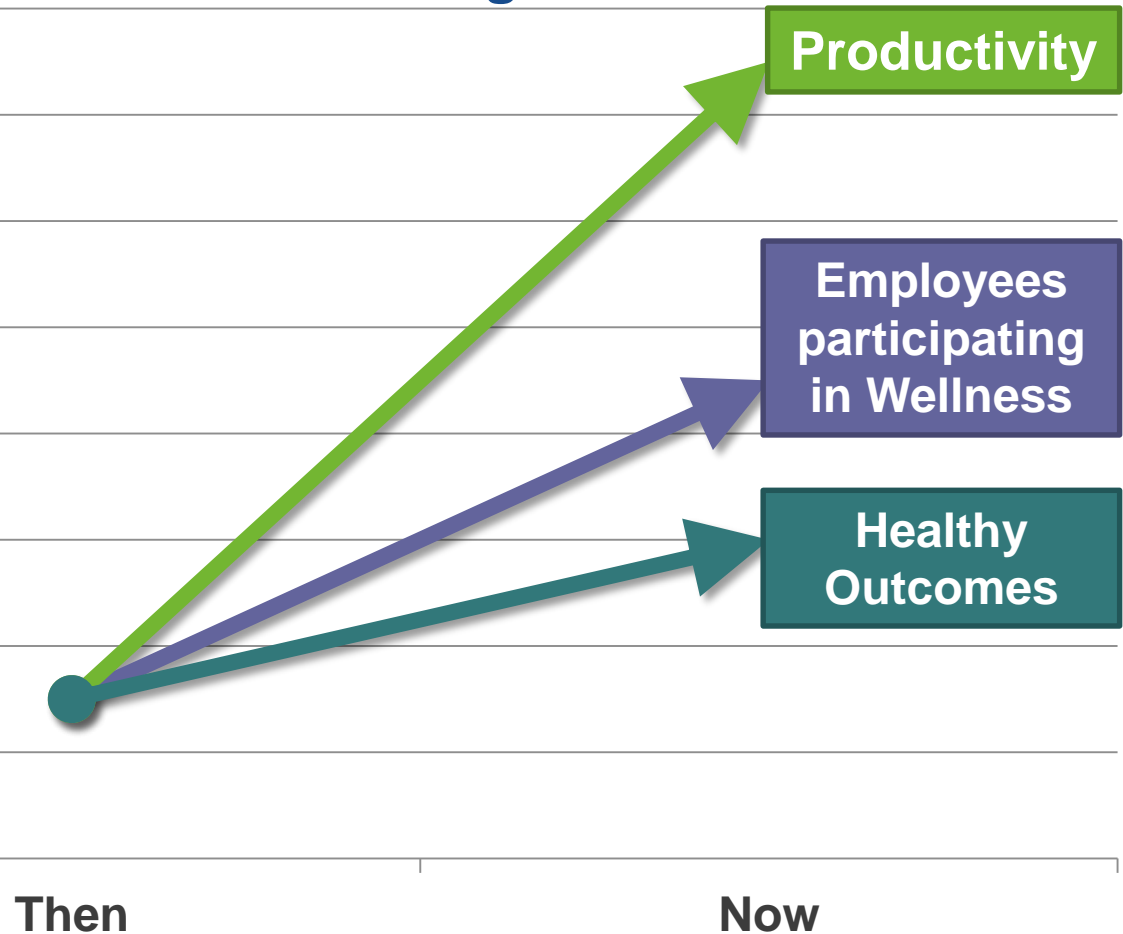 Productivity
Employees
participating
in Wellness
Healthy
Outcomes
Then
Now